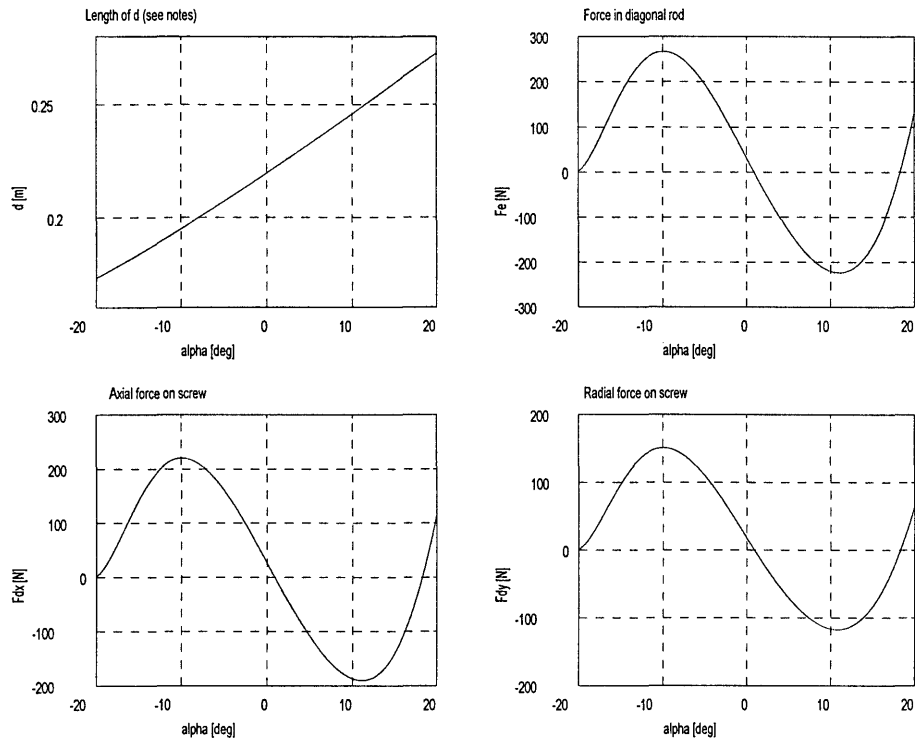 Length of d (see notes)
0.25
0.2
d [m]
-20 -10 0 10 20
alpha [deg]
Force in diagonal rod
300
200
100
0
-100
-200
-300
Fe [N]
-20 -10 0 10 20
alpha [deg]
Axial force on screw
300
200
100
0
-100
-200
Fdx [N]
-20 -10 0 10 20
alpha [deg]
Radial force on screw
200
100
0
-100
-200
Fdy [N]
-20 -10 0 10 20
alpha [deg]